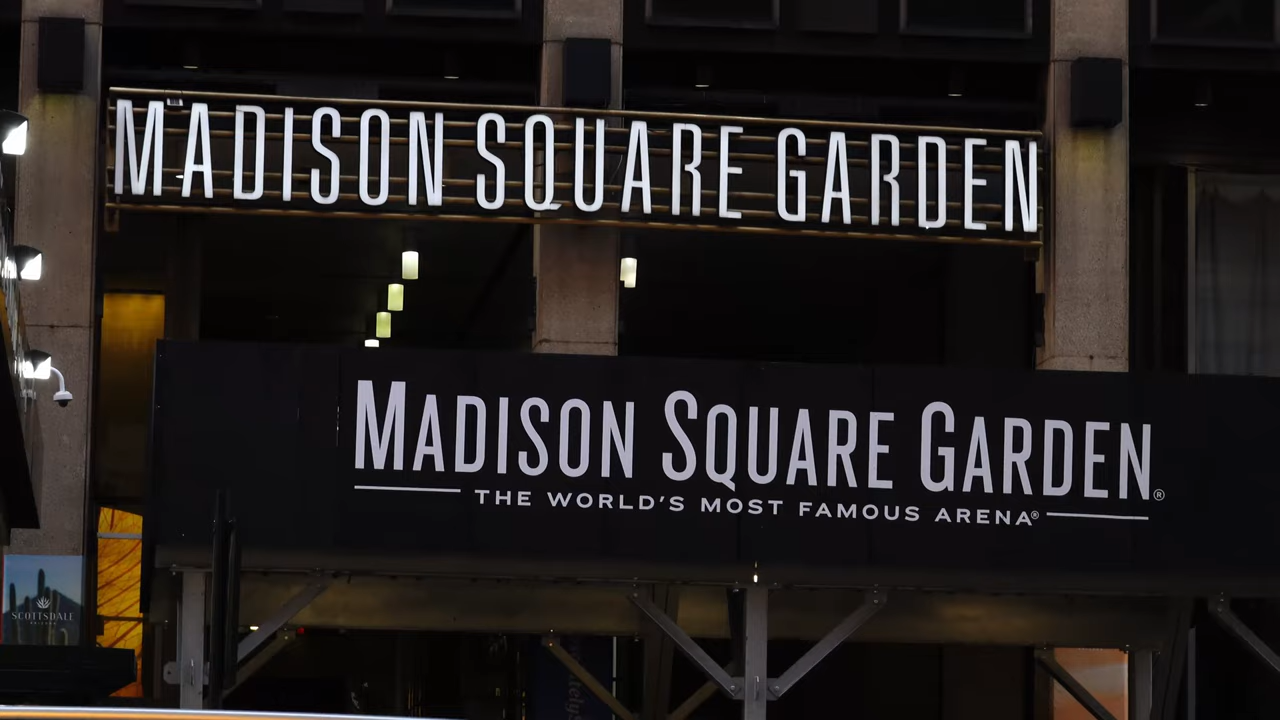 MADISON SQUARE GARDEN
MADISON SQUARE GARDEN®
THE WORLD'S MOST FAMOUS ARENA®
SCOTTSDALE